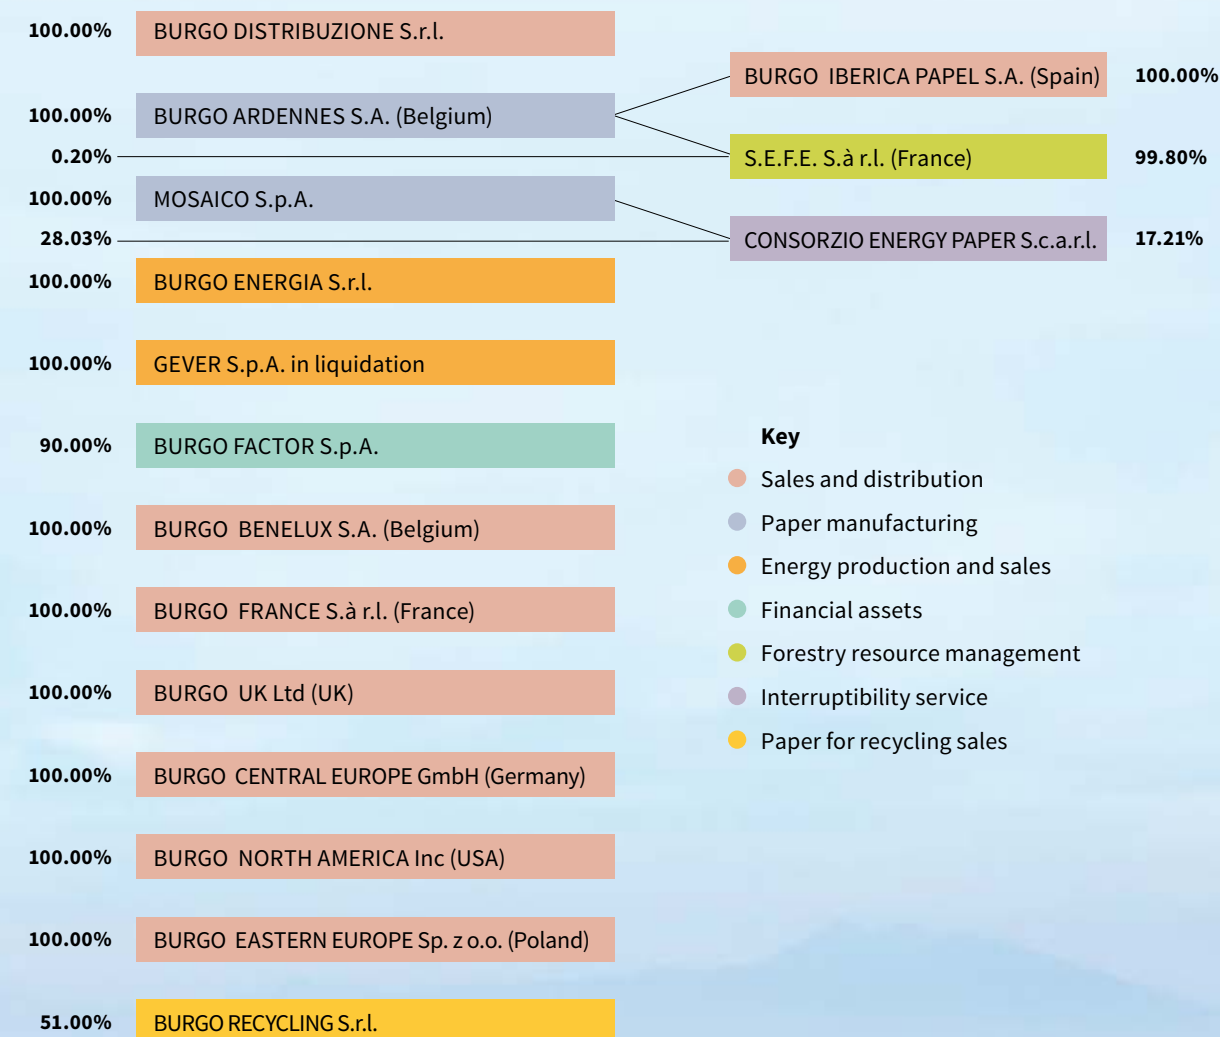 100.00% BURGO DISTRIBUZIONE S.r.l.
BURGO IBERICA PAPEL S.A. (Spain) 100.00%
100.00% BURGO ARDENNES S.A. (Belgium)
0.20% S.E.F.E. S.à r.l. (France) 99.80%
100.00% MOSAICO S.p.A.
28.03% CONSORZIO ENERGY PAPER S.c.a.r.l. 17.21%
100.00% BURGO ENERGIA S.r.l.
100.00% GEVER S.p.A. in liquidation
90.00% BURGO FACTOR S.p.A.
100.00% BURGO BENELUX S.A. (Belgium)
100.00% BURGO FRANCE S.à r.l. (France)
100.00% BURGO UK Ltd (UK)
100.00% BURGO CENTRAL EUROPE GmbH (Germany)
100.00% BURGO NORTH AMERICA Inc (USA)
100.00% BURGO EASTERN EUROPE Sp. z o.o. (Poland)
51.00% BURGO RECYCLING S.r.l.
Key
Sales and distribution
Paper manufacturing
Energy production and sales
Financial assets
Forestry resource management
Interruptibility service
Paper for recycling sales